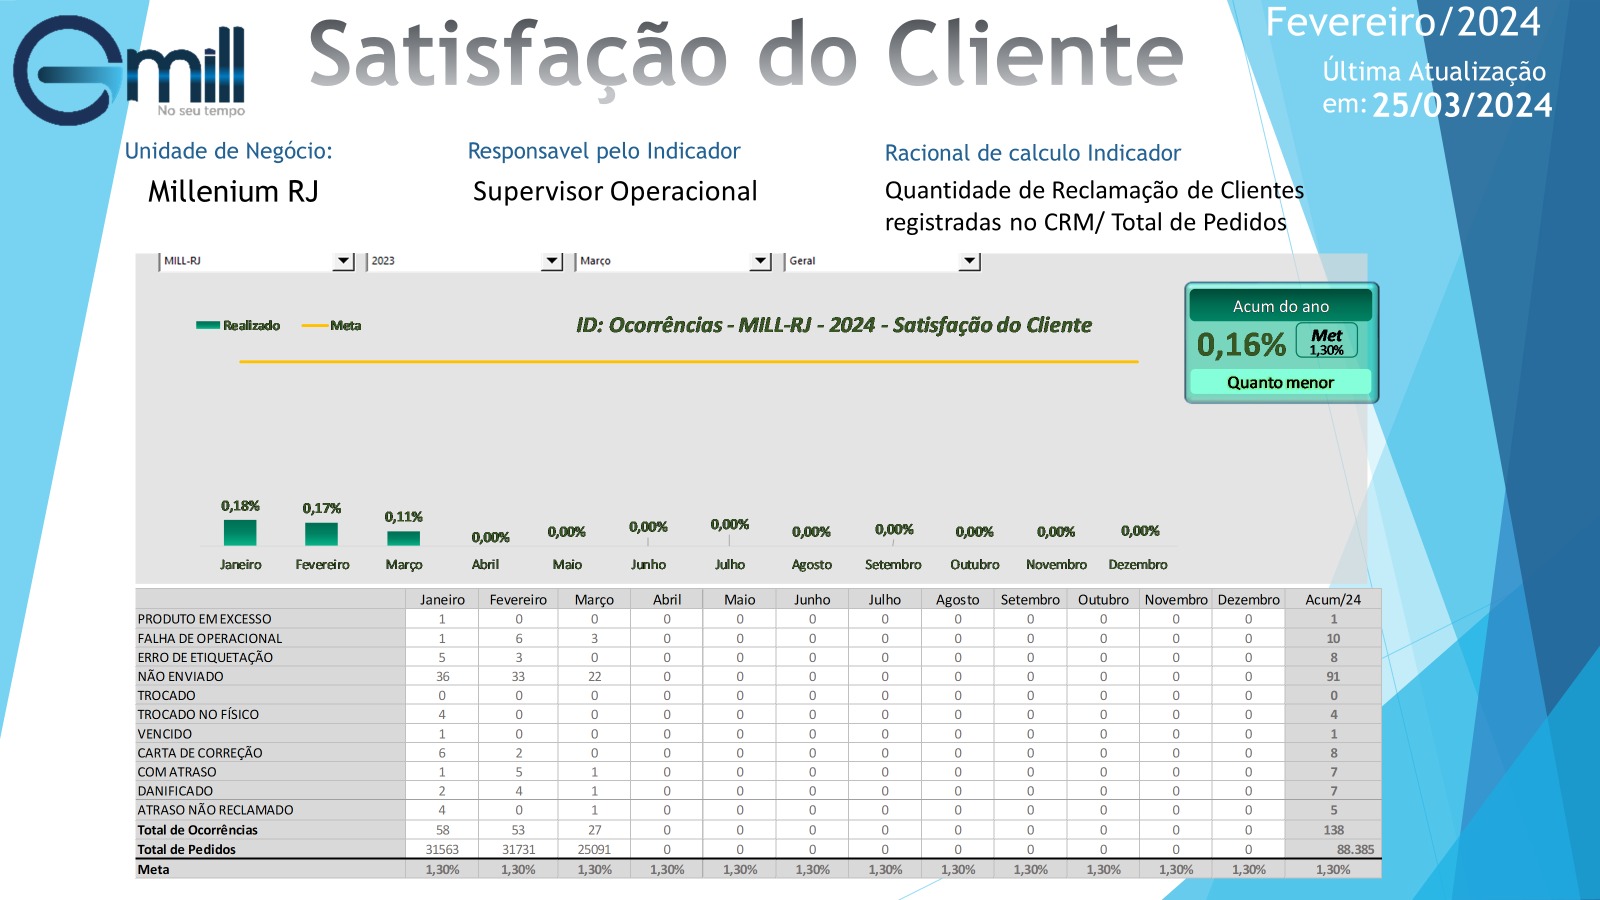 Gmill
No seu tempo
Satisfação do Cliente
Fevereiro/2024
Última Atualização
em: 25/03/2024
Unidade de Negócio:
Millenium RJ
Responsavel pelo Indicador
Supervisor Operacional
Racional de calculo Indicador
Quantidade de Reclamação de Clientes
registradas no CRM/ Total de Pedidos
MILL-RJ 2023 Março Geral
Realizado Meta
ID: Ocorrências - MILL-RJ - 2024 - Satisfação do Cliente
Acum do ano
0,16% Met
1,30%
Quanto menor
0,18% 0,17% 0,11% 0,00% 0,00% 0,00% 0,00% 0,00% 0,00% 0,00% 0,00% 0,00%
Janeiro Fevereiro Março Abril Maio Junho Julho Agosto Setembro Outubro Novembro Dezembro
Janeiro Fevereiro Março Abril Maio Junho Julho Agosto Setembro Outubro Novembro Dezembro Acum/24
PRODUTO EM EXCESSO 1 0 0 0 0 0 0 0 0 0 0 0 1
FALHA DE OPERACIONAL 1 6 3 0 0 0 0 0 0 0 0 0 10
ERRO DE ETIQUETAÇÃO 5 3 0 0 0 0 0 0 0 0 0 0 8
NÃO ENVIADO 36 33 22 0 0 0 0 0 0 0 0 0 91
TROCADO 0 0 0 0 0 0 0 0 0 0 0 0 0
TROCADO NO FÍSICO 4 0 0 0 0 0 0 0 0 0 0 0 4
VENCIDO 1 0 0 0 0 0 0 0 0 0 0 0 1
CARTA DE CORREÇÃO 6 2 0 0 0 0 0 0 0 0 0 0 8
COM ATRASO 1 5 1 0 0 0 0 0 0 0 0 0 7
DANIFICADO 2 4 1 0 0 0 0 0 0 0 0 0 7
ATRASO NÃO RECLAMADO 4 0 1 0 0 0 0 0 0 0 0 0 5
Total de Ocorrências 58 53 27 0 0 0 0 0 0 0 0 0 138
Total de Pedidos 31563 31731 25091 0 0 0 0 0 0 0 0 0 88.385
Meta 1,30% 1,30% 1,30% 1,30% 1,30% 1,30% 1,30% 1,30% 1,30% 1,30% 1,30% 1,30% 1,30%